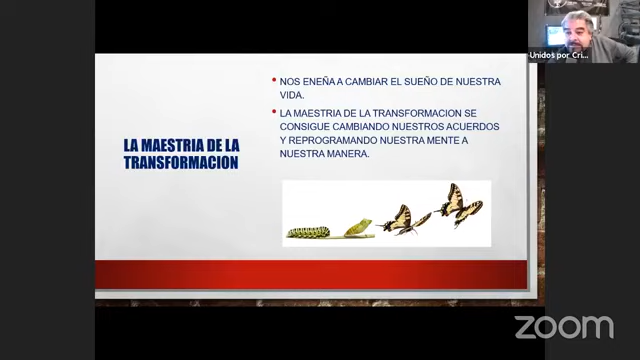 Unidos por Cri...
LA MAESTRIA DE LA
TRANSFORMACION
• NOS ENEÑA A CAMBIAR EL SUEÑO DE NUESTRA
VIDA.
• LA MAESTRIA DE LA TRANSFORMACION SE
CONSIGUE CAMBIANDO NUESTROS ACUERDOS
Y REPROGRAMANDO NUESTRA MENTE A
NUESTRA MANERA.
zoom